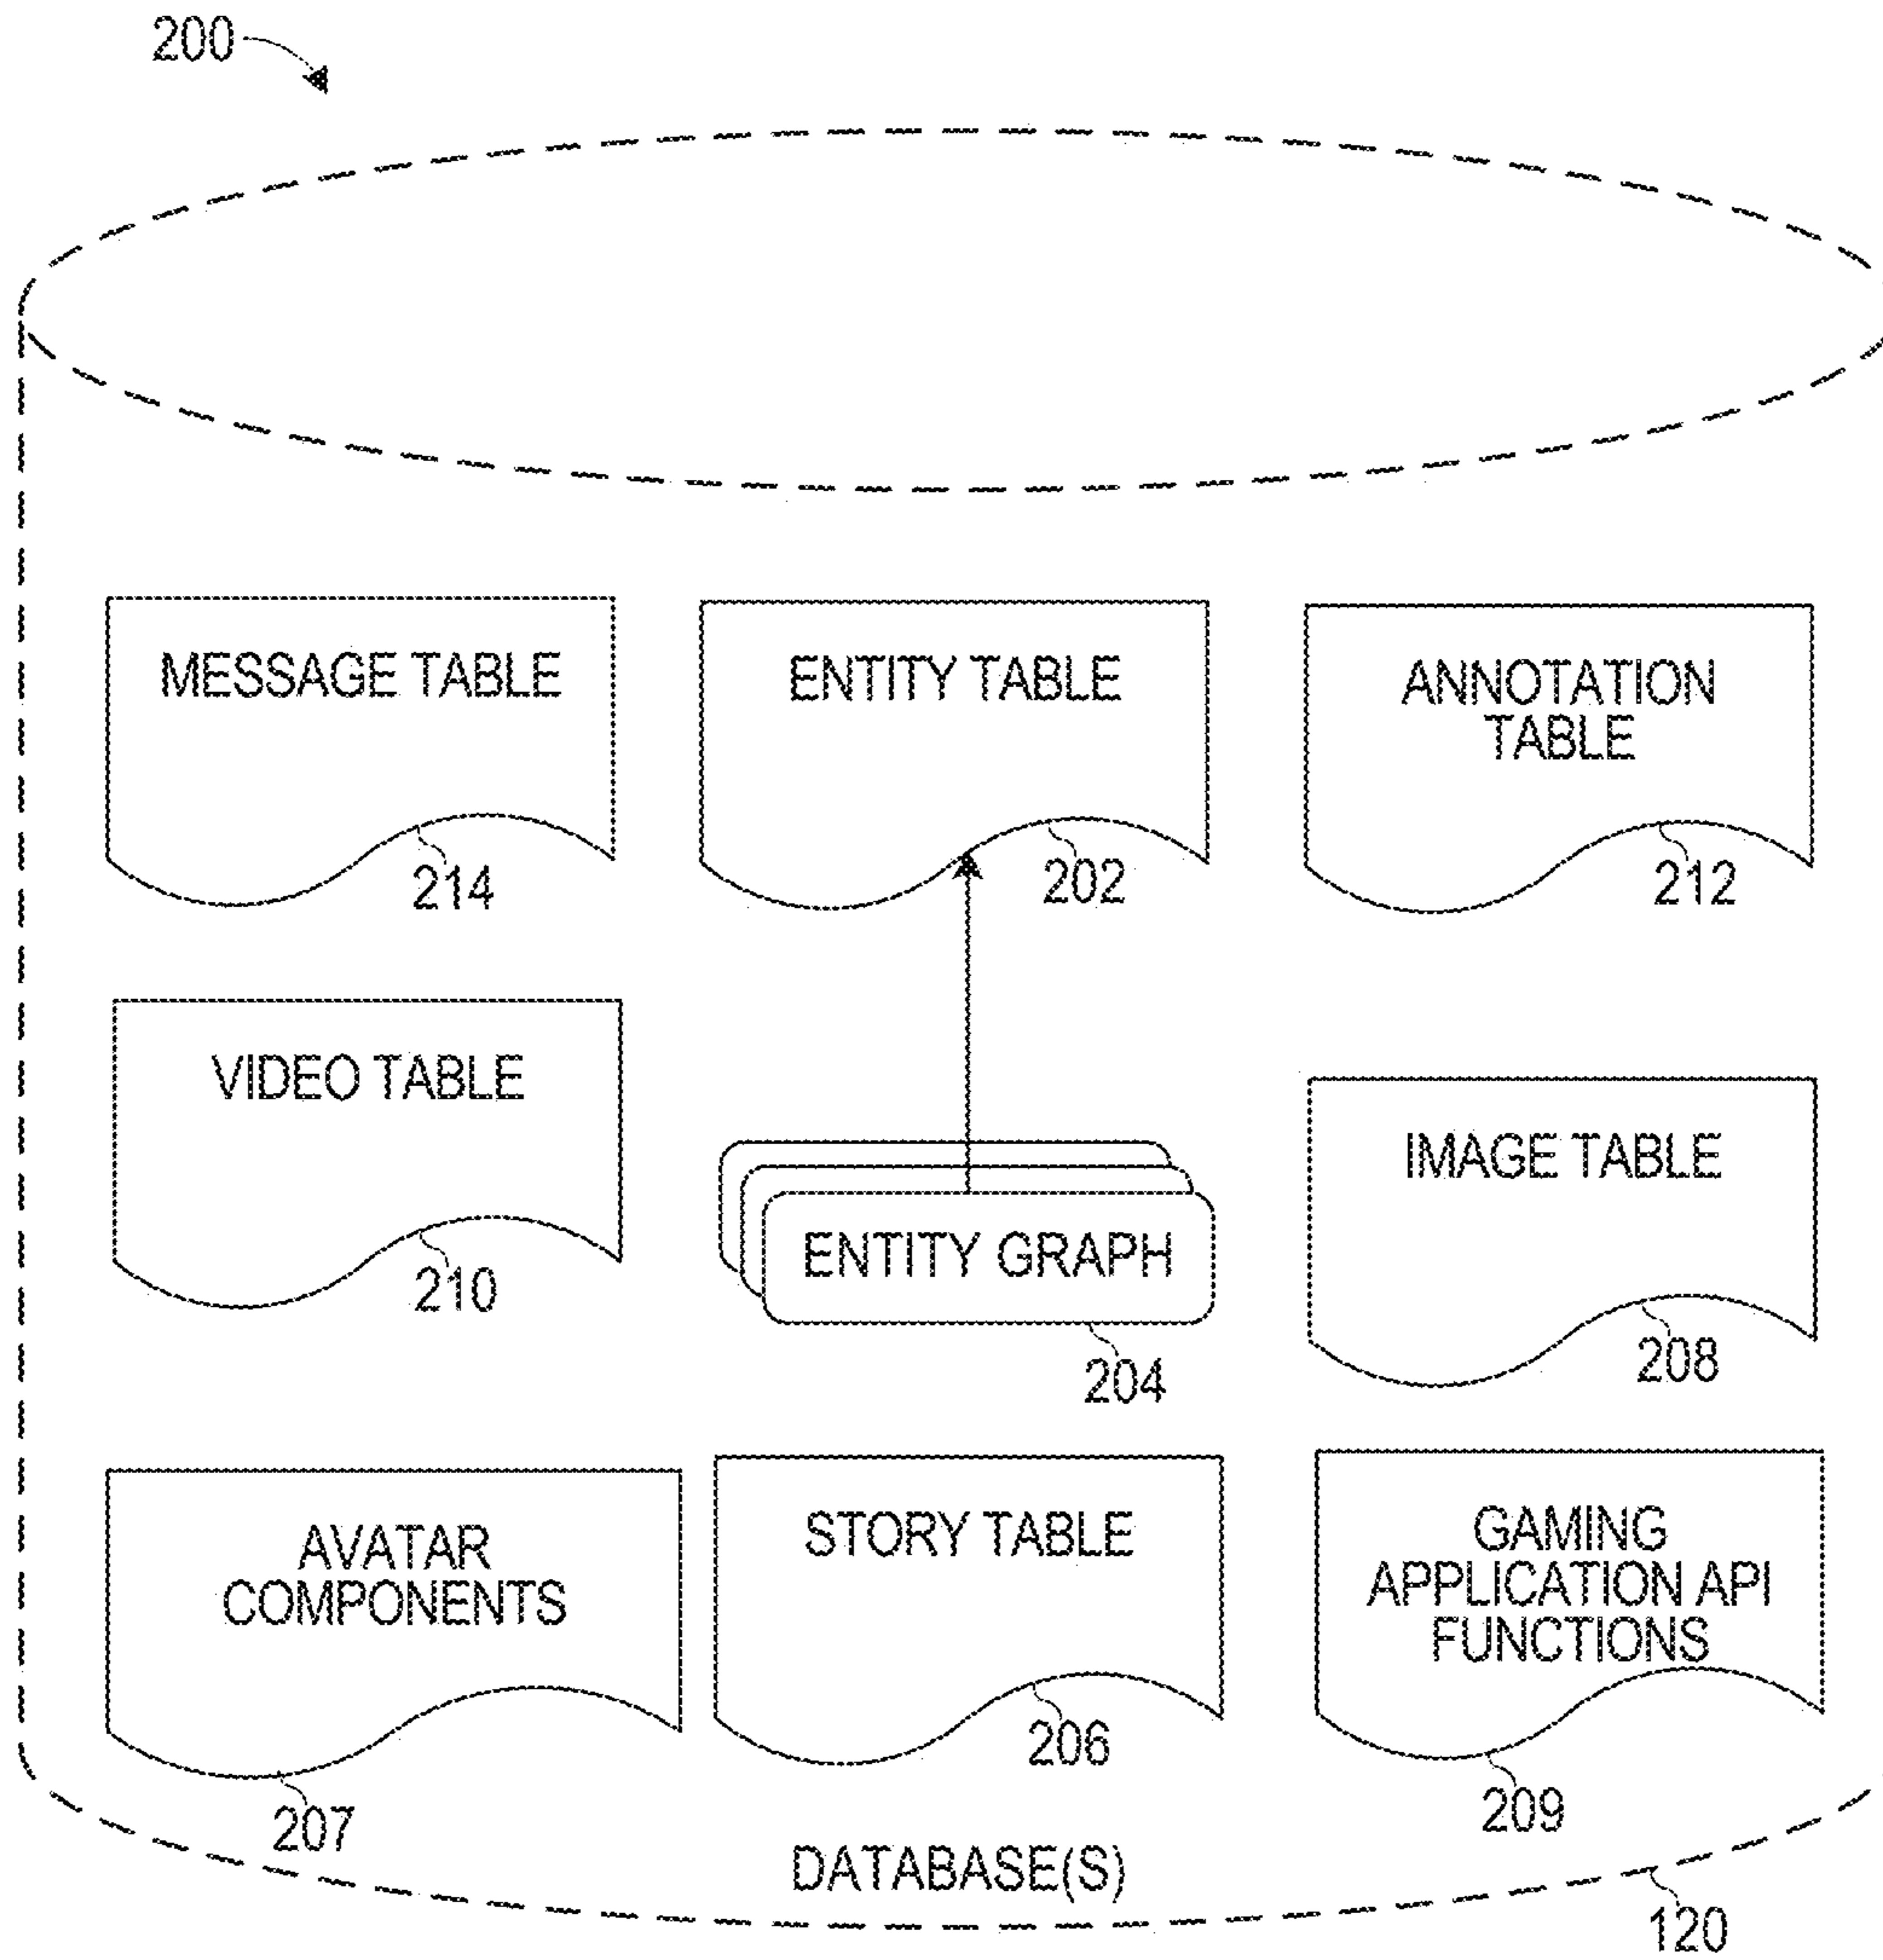 200
MESSAGE TABLE
214
ENTITY TABLE
202
ANNOTATION
TABLE
212
VIDEO TABLE
210
ENTITY GRAPH
204
IMAGE TABLE
208
AVATAR
COMPONENTS
207
STORY TABLE
206
GAMING
APPLICATION API
FUNCTIONS
209
DATABASE(S)
120